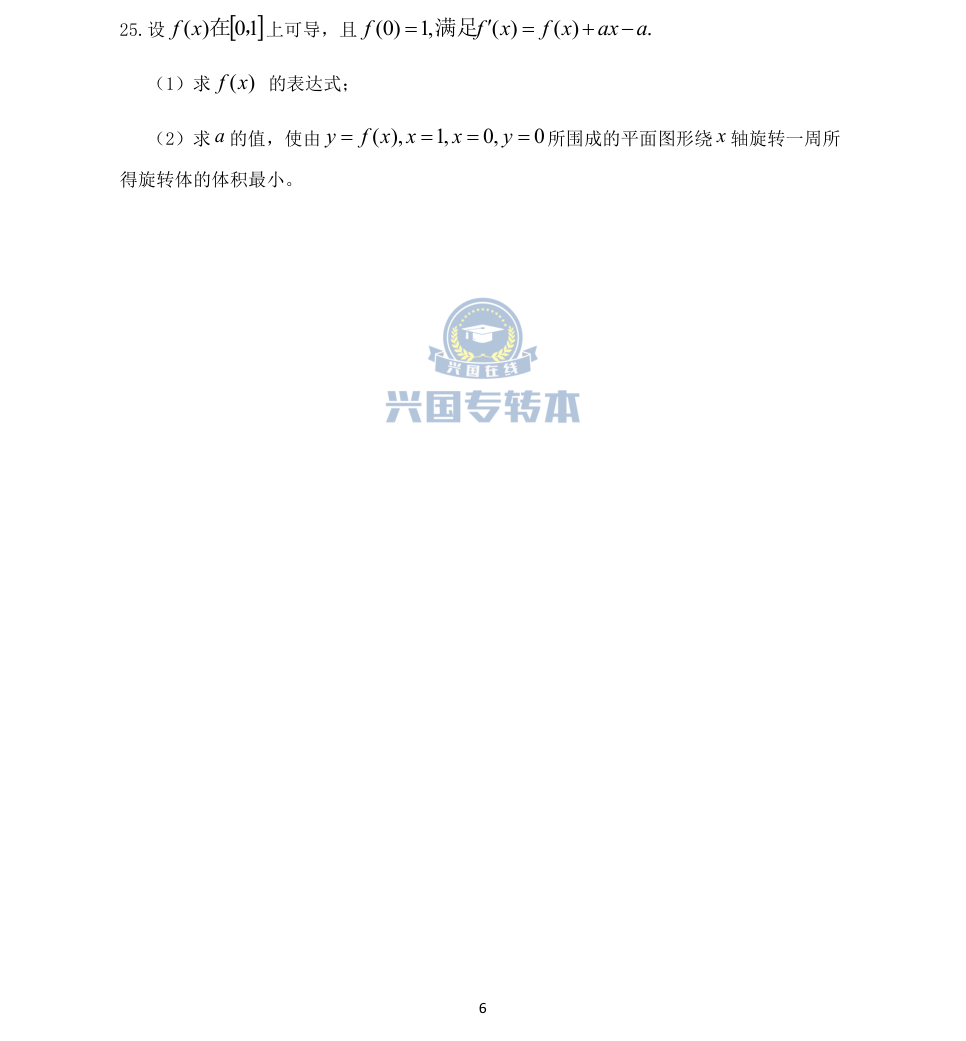 25. 设 f(x)在[0,1]上可导，且 f(0)=1,满足f′(x)=f(x)+ax−a.
（1）求 f(x) 的表达式；
（2）求 a 的值，使由 y=f(x),x=1,x=0,y=0所围成的平面图形绕 x 轴旋转一周所
得旋转体的体积最小。
兴国在线
兴国专转本
6